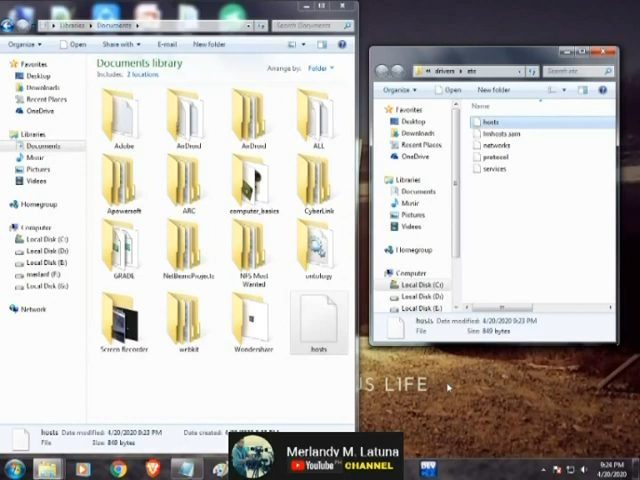 Libraries Documents Search Documents
Organize Open Share with E-mail New folder
Favorites
Desktop
Downloads
Recent Places
OneDrive
Libraries
Documents
Music
Pictures
Videos
Homegroup
Computer
Local Disk (C:)
Local Disk (D:)
Local Disk (E:)
Local Disk (G:)
Network
Documents library
Includes: 2 locations
Arrange by: Folder
Adobe AnDroid AnDroid ALL
Apowersoft ARC computer_basics CyberLink
GRADE NetBeansProjects NFS Most Wanted ontology
Screen Recorder webkit Wondershare hosts
hosts Date modified: 4/20/2020 9:23 PM Date created:
File Size: 849 bytes
drivers etc Search etc
Organize Open New folder
Favorites
Desktop
Downloads
Recent Places
OneDrive
Libraries
Documents
Music
Pictures
Videos
Homegroup
Computer
Local Disk (C:)
Local Disk (D:)
Local Disk (E:)
Name
hosts
lmhosts.sam
networks
protocol
services
hosts Date modified: 4/20/2020 9:23 PM
File Size: 849 bytes
US LIFE
Merlandy M. Latuna
YouTube CHANNEL
9:24 PM
4/20/2020